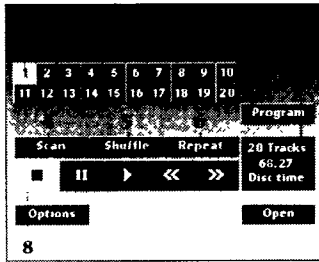 1 2 3 4 5 6 7 8 9 10
11 12 13 14 15 16 17 18 19 20
Program
Scan Shuffle Repeat
20 Tracks
68.27
Disc time
Options
Open
8